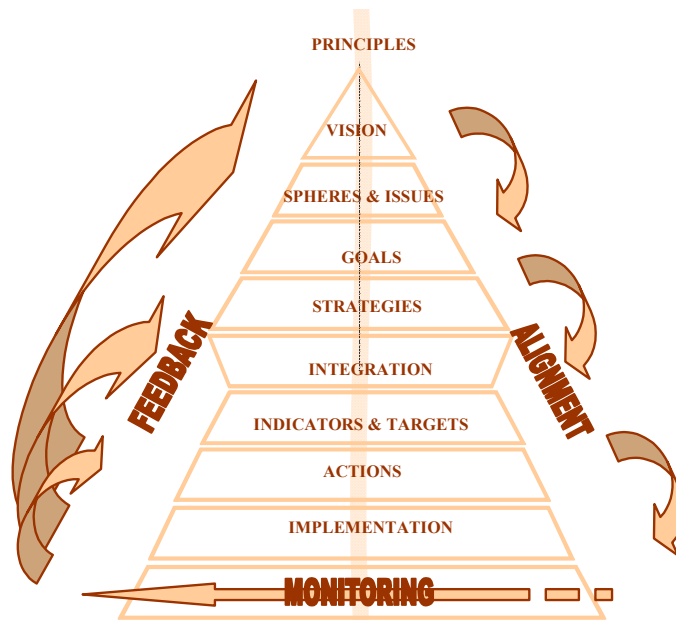 PRINCIPLES
VISION
SPHERES & ISSUES
GOALS
STRATEGIES
FEEDBACK
ALIGNMENT
INTEGRATION
INDICATORS & TARGETS
ACTIONS
IMPLEMENTATION
MONITORING